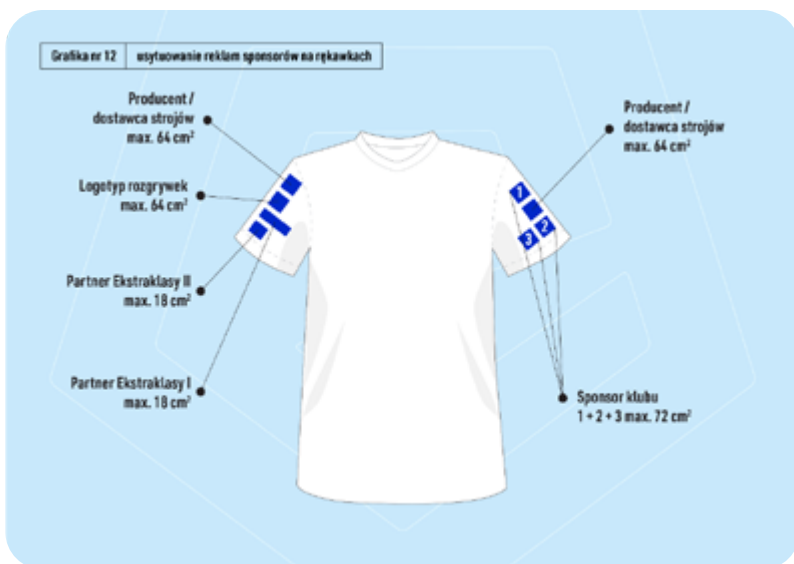 Grafika nr 12 usytuowanie reklam sponsorów na rękawkach
Producent /
dostawca strojów
max. 64 cm²
Logotyp rozgrywek
max. 64 cm²
Partner Ekstraklasy II
max. 18 cm²
Partner Ekstraklasy I
max. 18 cm²
Producent /
dostawca strojów
max. 64 cm²
1
2
3
Sponsor klubu
1 + 2 + 3 max. 72 cm²